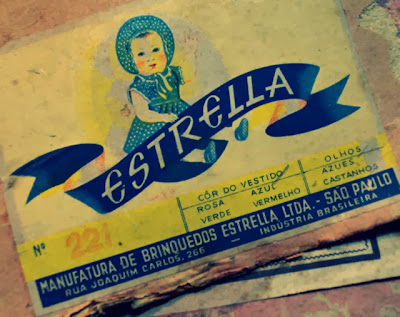 ESTRELLA
CÔR DO VESTIDO OLHOS
ROSA AZUL AZUES
VERDE VERMELHO CASTANHOS
Nº 221.
MANUFATURA DE BRINQUEDOS ESTRELLA LTDA. - SÃO PAULO
RUA JOAQUIM CARLOS, 266 — INDÚSTRIA BRASILEIRA